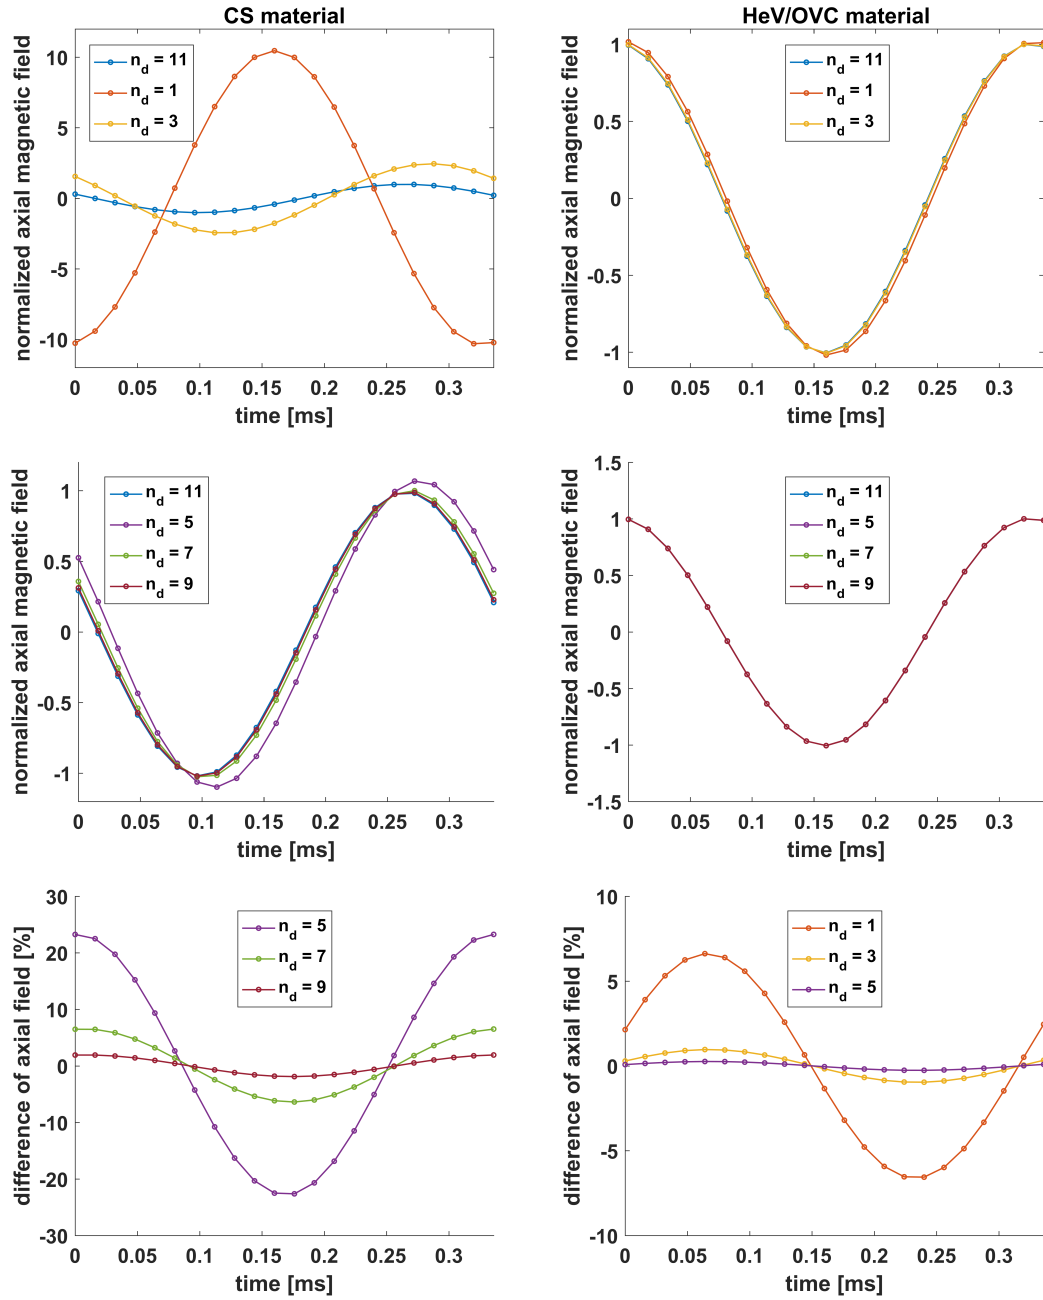 CS material
normalized axial magnetic field
10
5
0
-5
-10
n_d = 11
n_d = 1
n_d = 3
0 0.05 0.1 0.15 0.2 0.25 0.3
time [ms]
HeV/OVC material
normalized axial magnetic field
1
0.5
0
-0.5
-1
n_d = 11
n_d = 1
n_d = 3
0 0.05 0.1 0.15 0.2 0.25 0.3
time [ms]
normalized axial magnetic field
1
0.5
0
-0.5
-1
n_d = 11
n_d = 5
n_d = 7
n_d = 9
0 0.05 0.1 0.15 0.2 0.25 0.3
time [ms]
normalized axial magnetic field
1.5
1
0.5
0
-0.5
-1
-1.5
n_d = 11
n_d = 5
n_d = 7
n_d = 9
0 0.05 0.1 0.15 0.2 0.25 0.3
time [ms]
difference of axial field [%]
30
20
10
0
-10
-20
-30
n_d = 5
n_d = 7
n_d = 9
0 0.05 0.1 0.15 0.2 0.25 0.3
time [ms]
difference of axial field [%]
10
5
0
-5
-10
n_d = 1
n_d = 3
n_d = 5
0 0.05 0.1 0.15 0.2 0.25 0.3
time [ms]